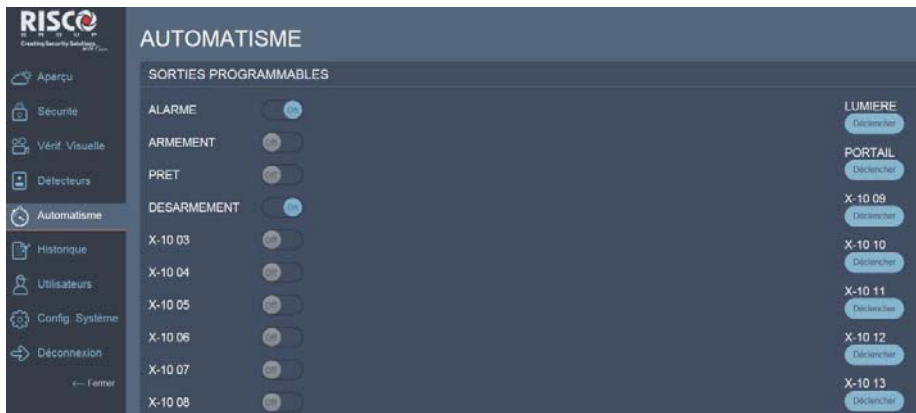 RISCO
GROUP
Creating Security Solutions
AUTOMATISME
Aperçu
Sécurité
Vérif. Visuelle
Détecteurs
Automatisme
Historique
Utilisateurs
Config. Système
Déconnexion
<— Fermer
SORTIES PROGRAMMABLES
ALARME On
ARMEMENT Off
PRET Off
DESARMEMENT On
X-10 03 Off
X-10 04 Off
X-10 05 Off
X-10 06 Off
X-10 07 Off
X-10 08 Off
LUMIERE
Déclencher
PORTAIL
Déclencher
X-10 09
Déclencher
X-10 10
Déclencher
X-10 11
Déclencher
X-10 12
Déclencher
X-10 13
Déclencher